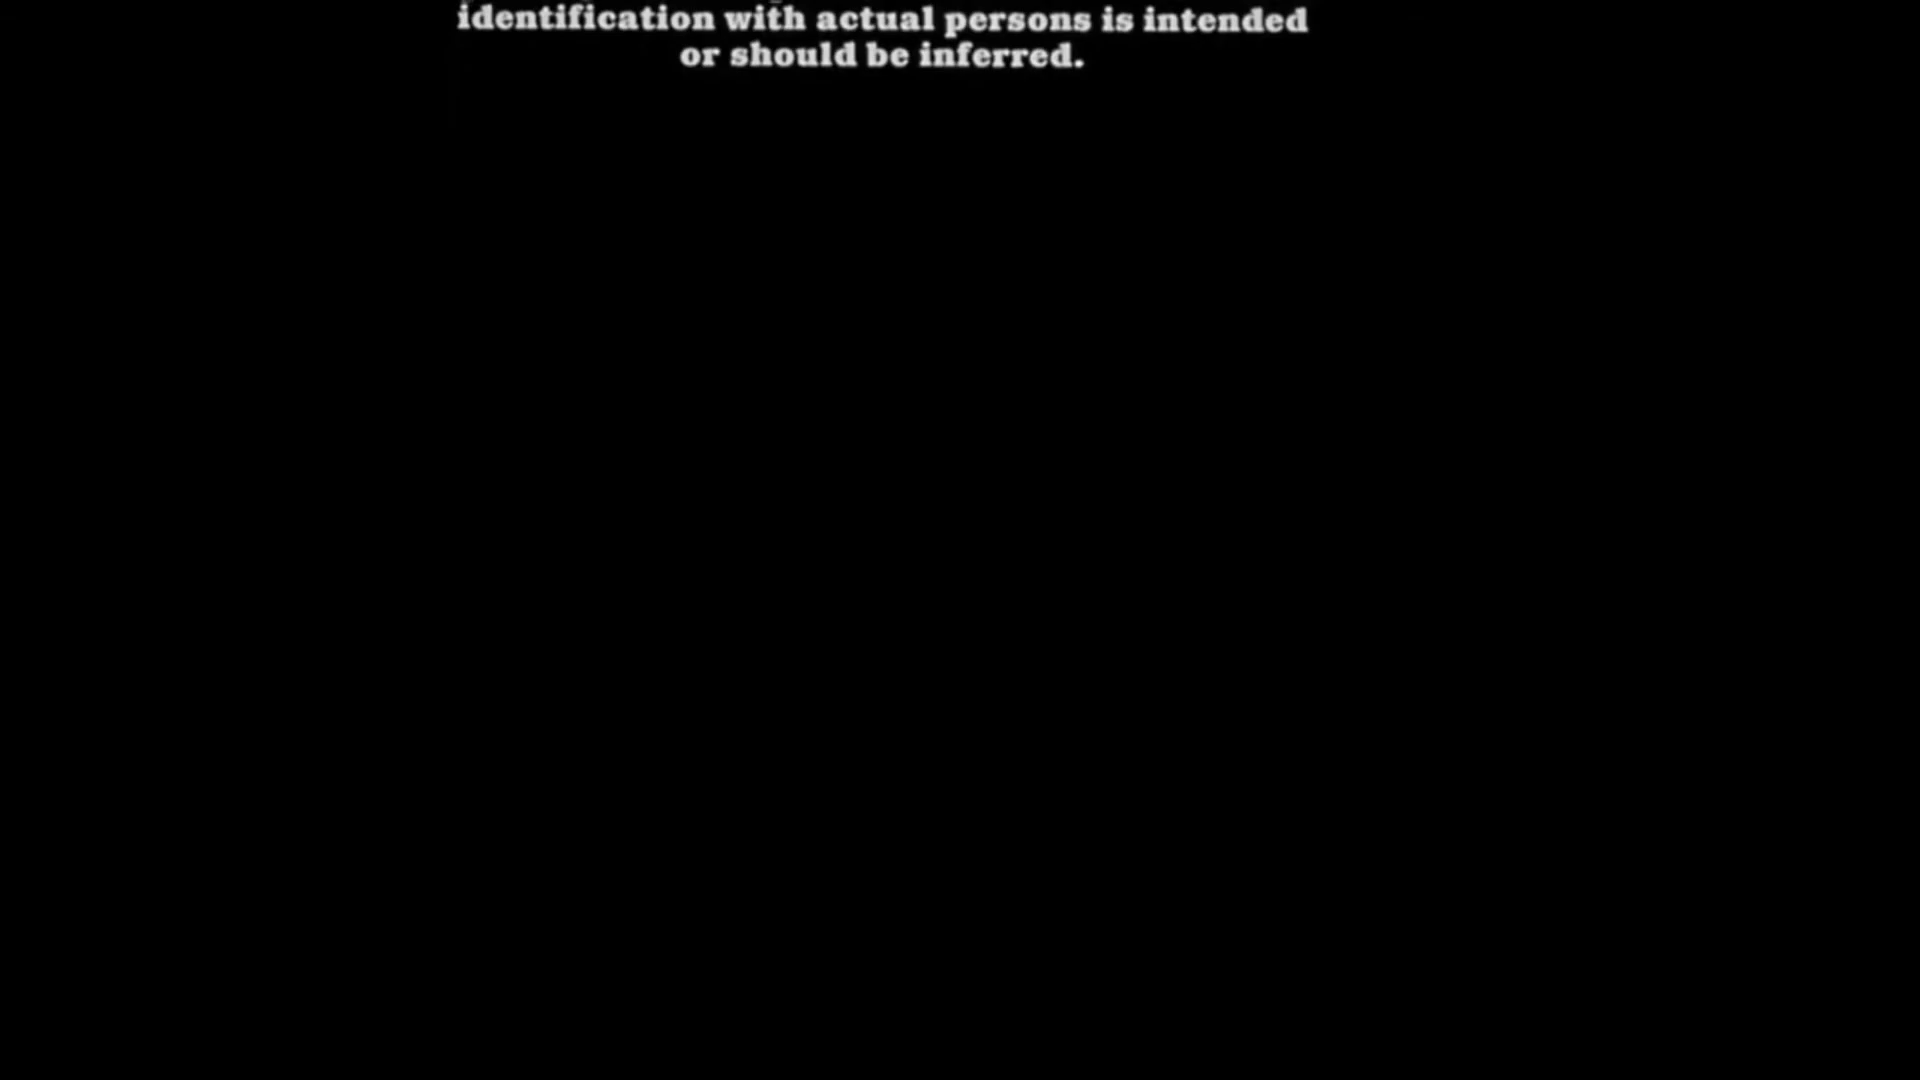 identification with actual persons is intended
or should be inferred.